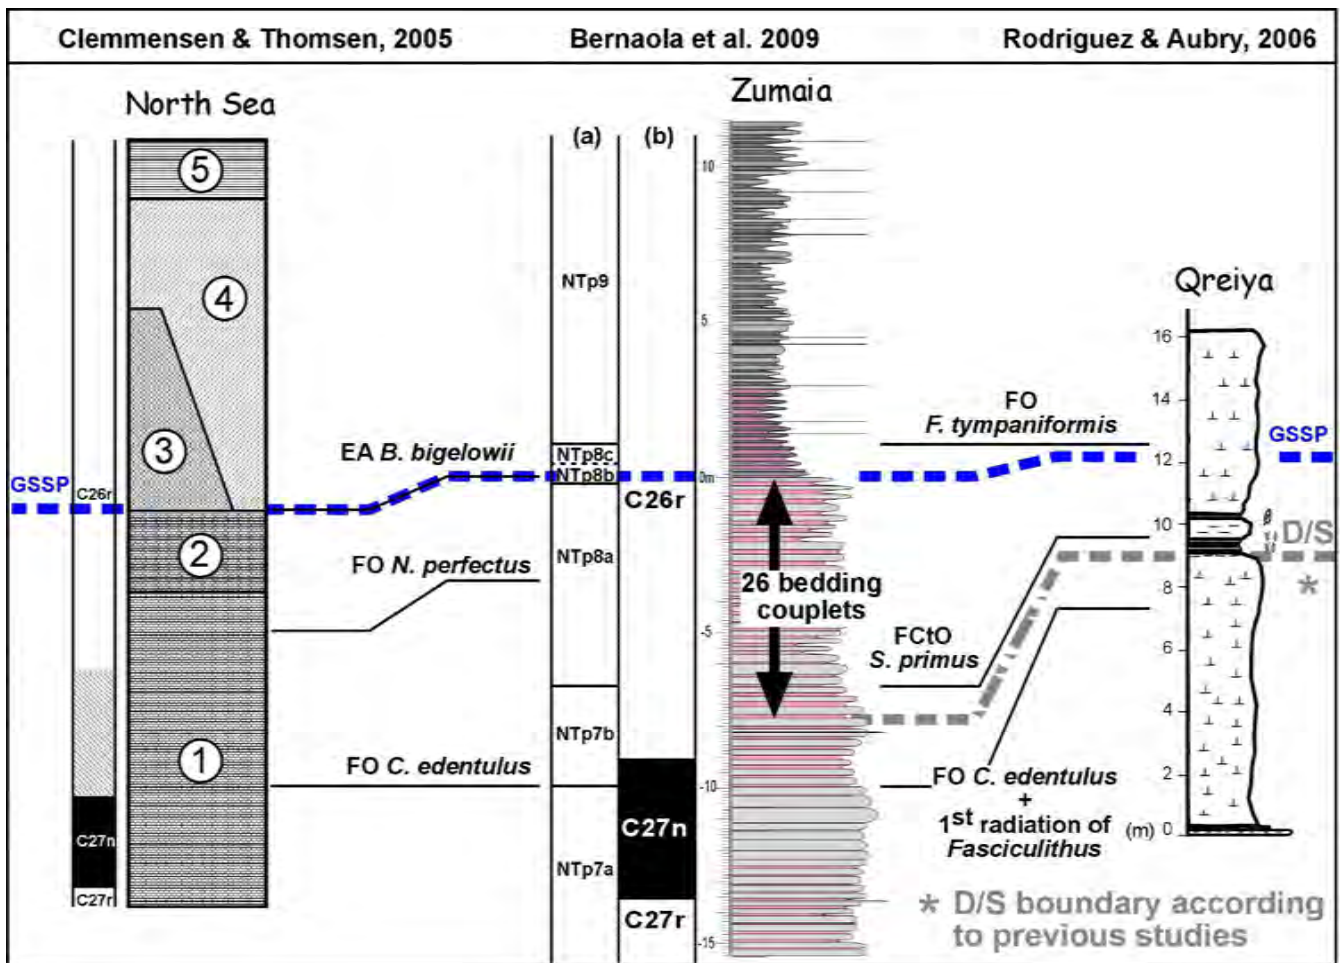 Clemmensen & Thomsen, 2005
Bernaola et al. 2009
Rodriguez & Aubry, 2006
North Sea
5
4
3
2
1
C26r
C27n
C27r
GSSP
EA B. bigelowii
FO N. perfectus
FO C. edentulus
(a)
(b)
NTp9
NTp8c
NTp8b
NTp8a
NTp7b
NTp7a
C26r
C27n
C27r
Zumaia
10
5
0m
-5
-10
-15
26 bedding
couplets
FO
F. tympaniformis
FCtO
S. primus
FO C. edentulus
+
1st radiation of
Fasciculithus
Qreiya
16
14
12
10
8
6
4
2
(m) 0
GSSP
D/S
*
* D/S boundary according
to previous studies